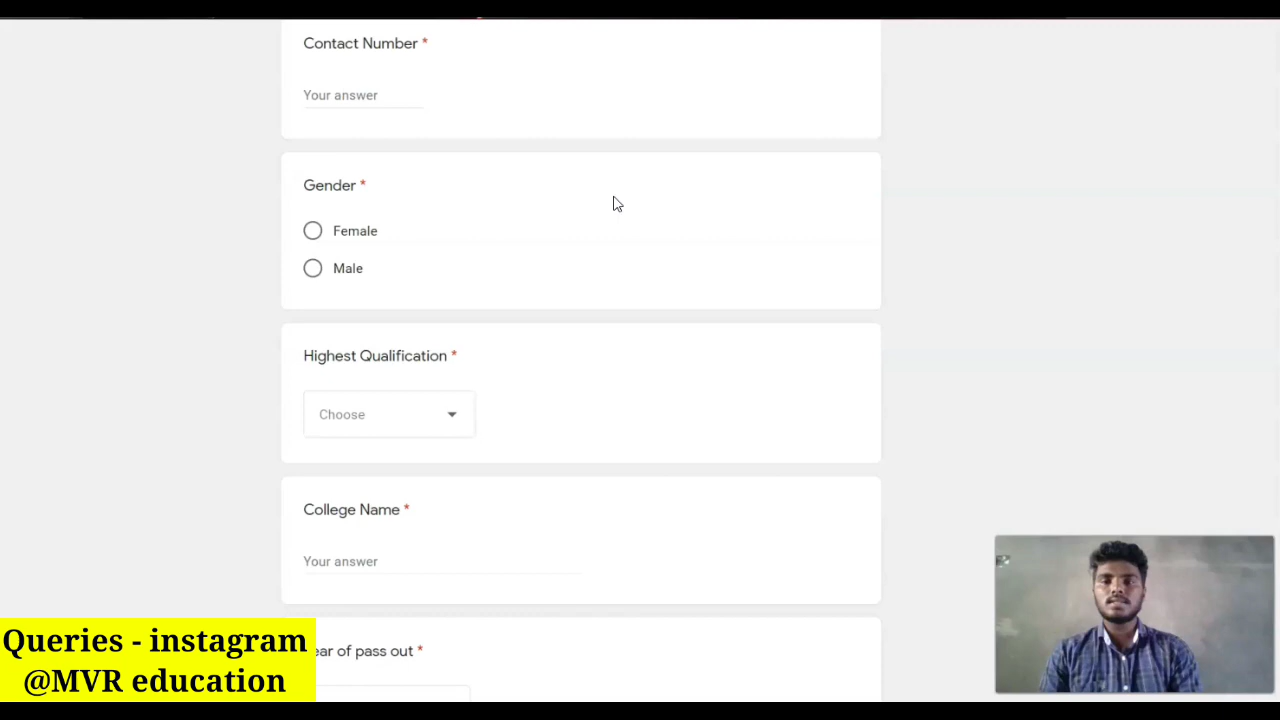 Contact Number *
Your answer
Gender *
Female
Male
Highest Qualification *
Choose
College Name *
Your answer
ear of pass out *
Queries - instagram
@MVR education